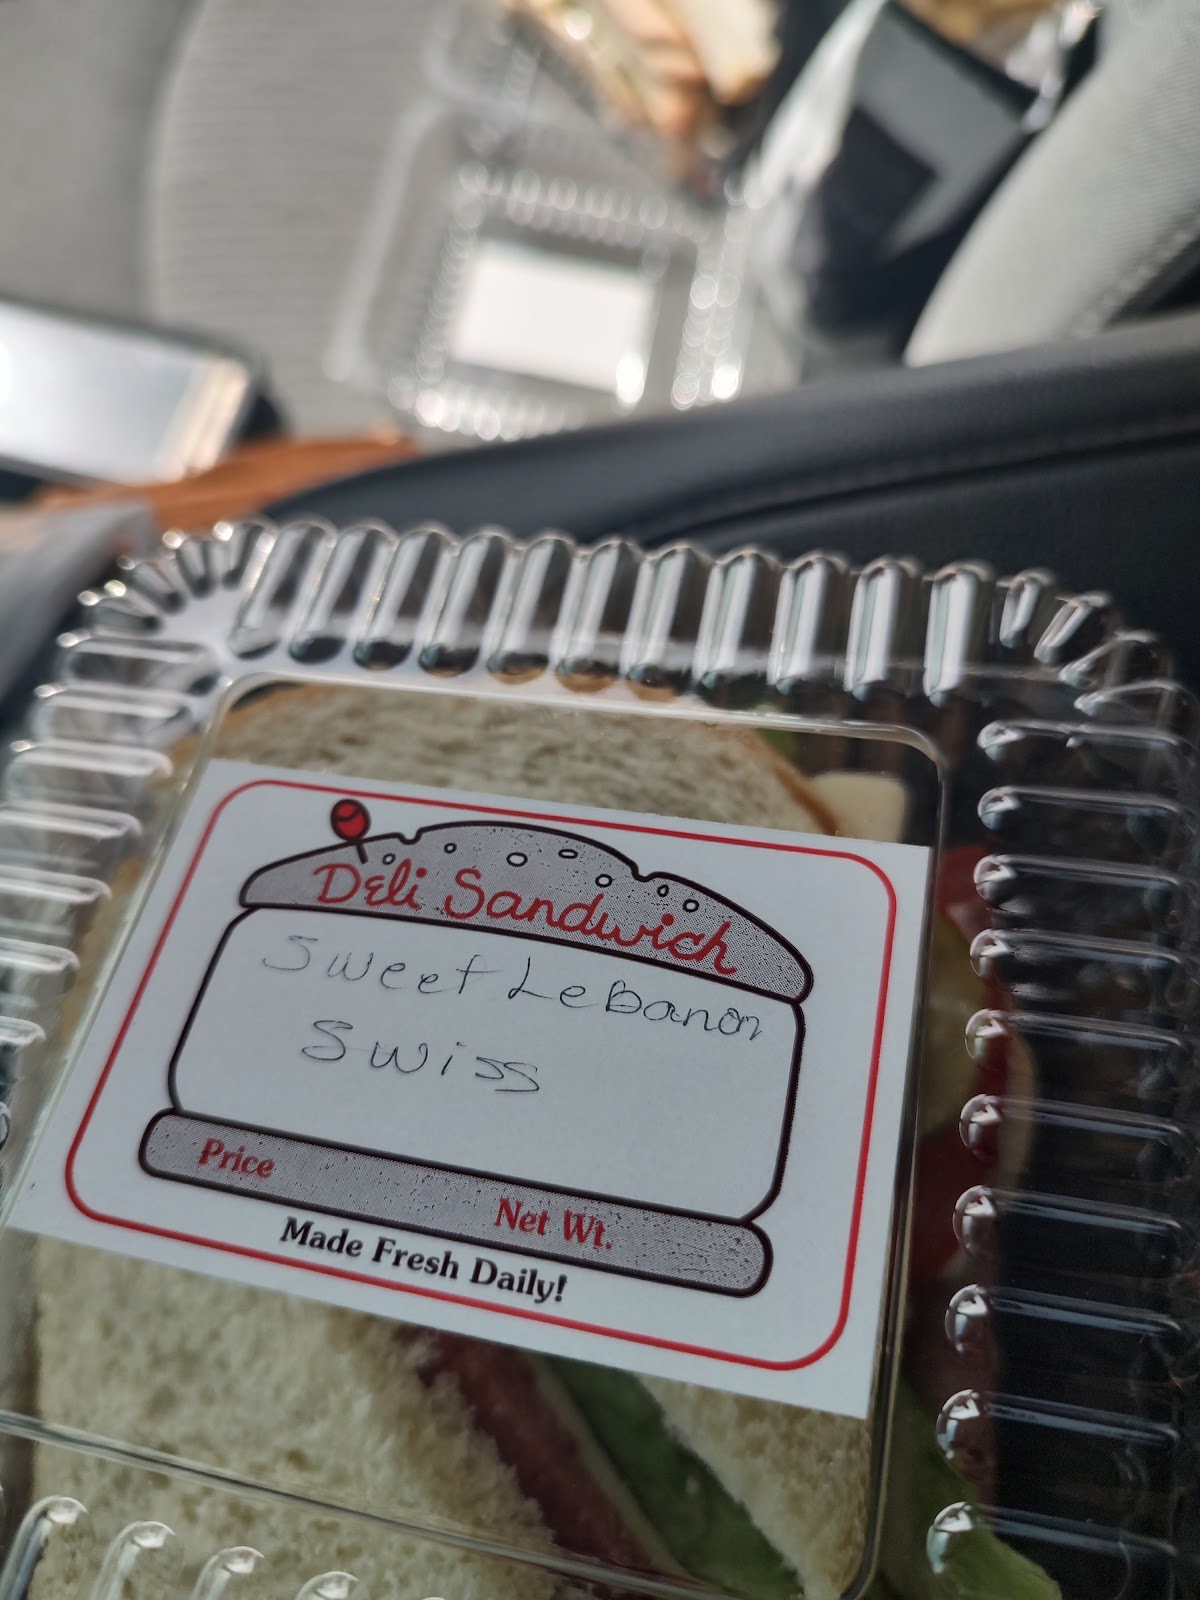 Deli Sandwich
Sweet Lebanon
Swiss
Price
Net Wt.
Made Fresh Daily!